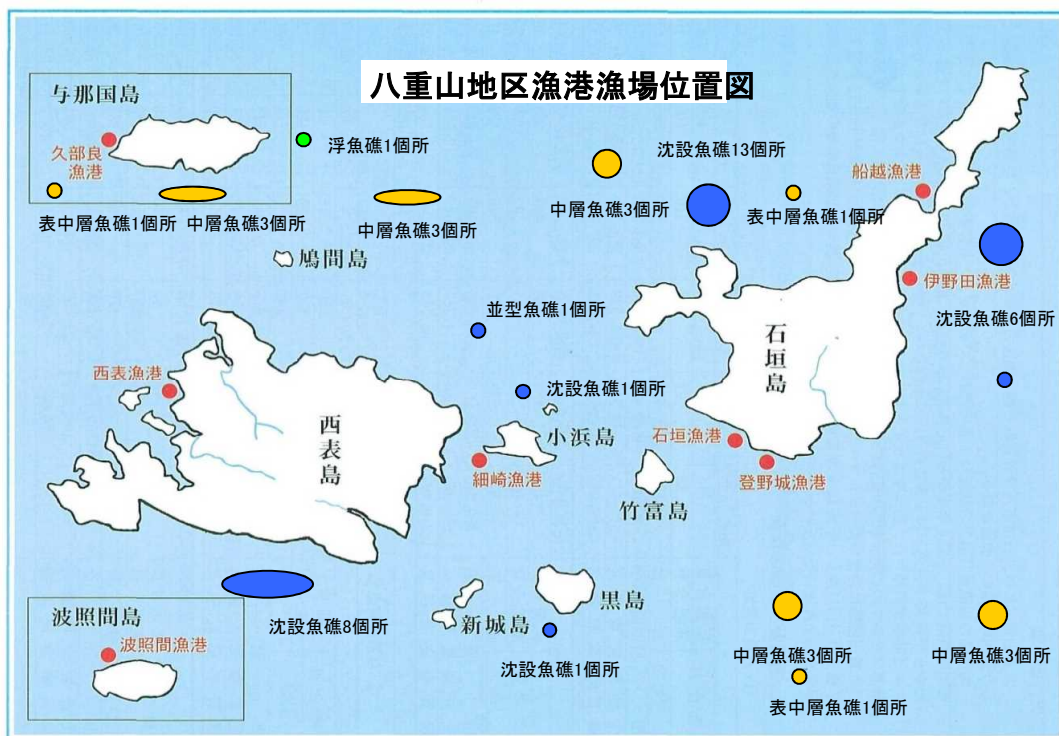 八重山地区漁港漁場位置図
与那国島
久部良
漁港
浮魚礁1個所
表中層魚礁1個所
中層魚礁3個所
中層魚礁3個所
鳩間島
中層魚礁3個所
沈設魚礁13個所
表中層魚礁1個所
船越漁港
伊野田漁港
沈設魚礁6個所
並型魚礁1個所
石垣島
西表漁港
沈設魚礁1個所
西表島
小浜島
細崎漁港
石垣漁港
登野城漁港
竹富島
沈設魚礁8個所
黒島
新城島
沈設魚礁1個所
波照間島
波照間漁港
中層魚礁3個所
中層魚礁3個所
表中層魚礁1個所